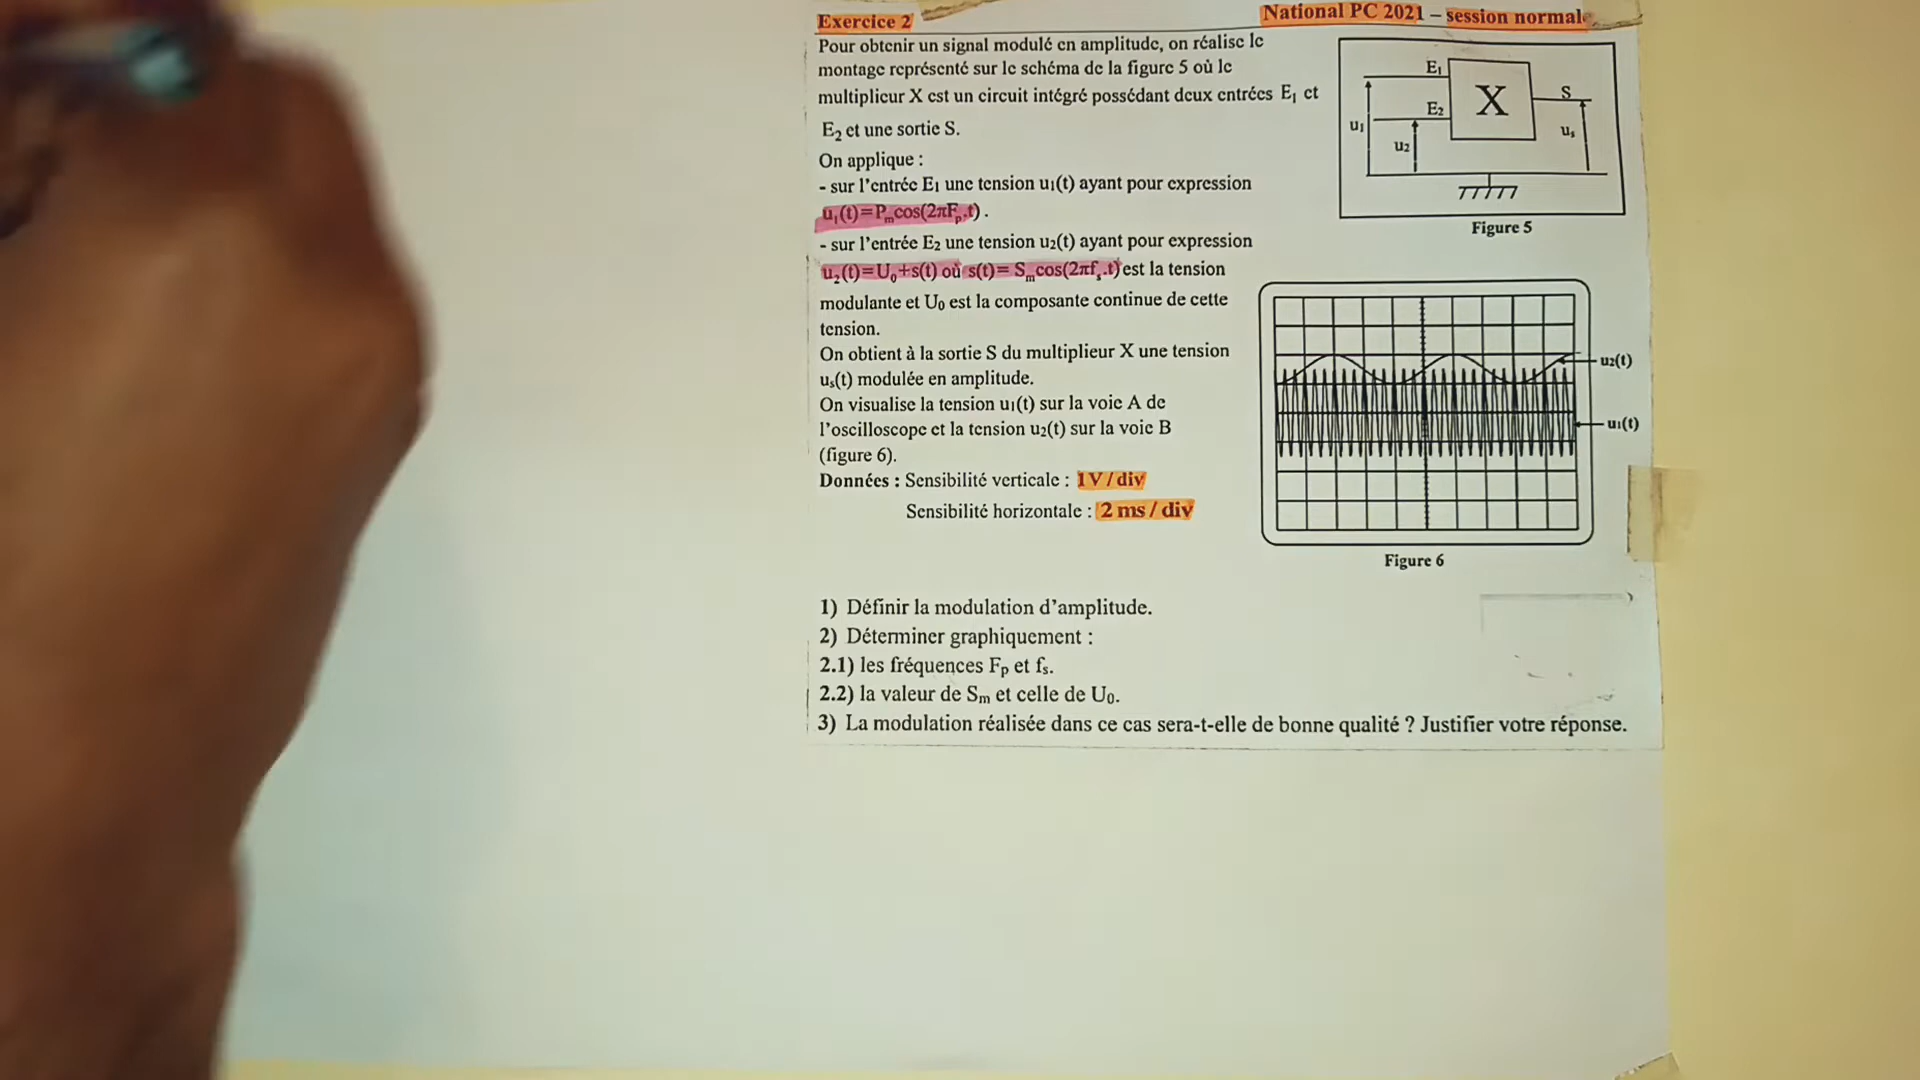 Exercice 2
National PC 2021 – session normale
Pour obtenir un signal modulé en amplitude, on réalise le
montage représenté sur le schéma de la figure 5 où le
multiplieur X est un circuit intégré possédant deux entrées E₁ et
E₂ et une sortie S.
On applique :
- sur l'entrée E₁ une tension u₁(t) ayant pour expression
u₁(t)=Pₘcos(2πFₚ.t) .
- sur l'entrée E₂ une tension u₂(t) ayant pour expression
u₂(t)=U₀+s(t) où s(t)= Sₘcos(2πfₛ.t) est la tension
modulante et U₀ est la composante continue de cette
tension.
On obtient à la sortie S du multiplieur X une tension
uₛ(t) modulée en amplitude.
On visualise la tension u₁(t) sur la voie A de
l'oscilloscope et la tension u₂(t) sur la voie B
(figure 6).
Données : Sensibilité verticale : 1V/div
Sensibilité horizontale : 2 ms / div
E₁
E₂
X
S
u₁
u₂
uₛ
Figure 5
u₂(t)
u₁(t)
Figure 6
1) Définir la modulation d'amplitude.
2) Déterminer graphiquement :
2.1) les fréquences Fₚ et fₛ.
2.2) la valeur de Sₘ et celle de U₀.
3) La modulation réalisée dans ce cas sera-t-elle de bonne qualité ? Justifier votre réponse.